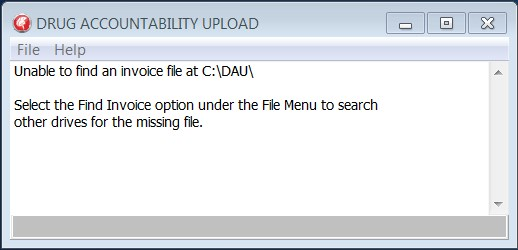 DRUG ACCOUNTABILITY UPLOAD
File Help
Unable to find an invoice file at C:\DAU\
Select the Find Invoice option under the File Menu to search
other drives for the missing file.